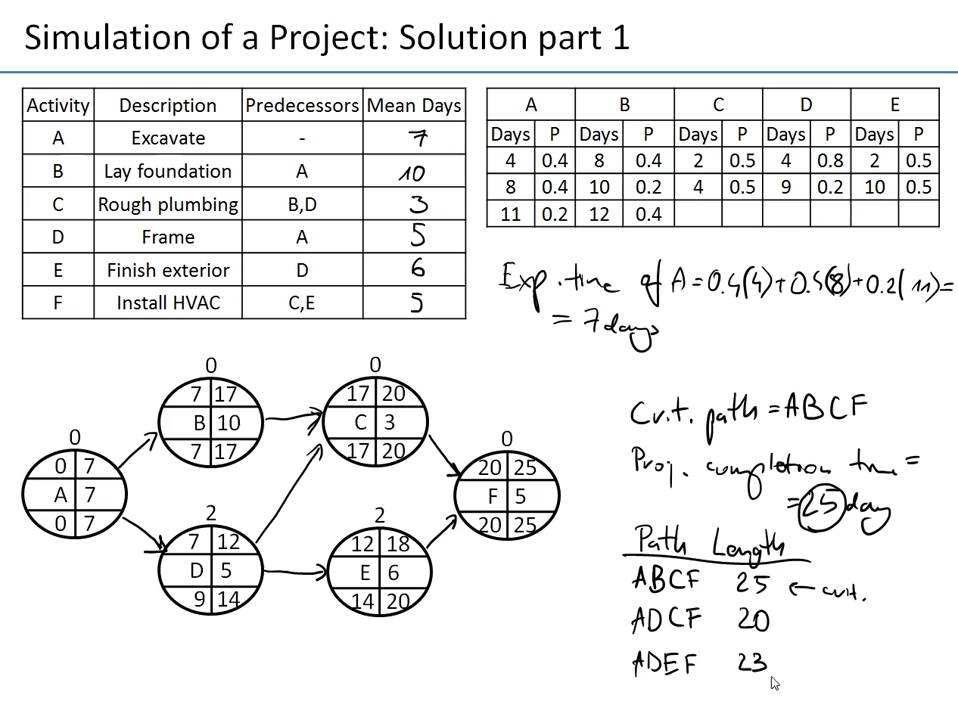 Simulation of a Project: Solution part 1
Activity Description Predecessors Mean Days
A Excavate - 7
B Lay foundation A 10
C Rough plumbing B,D 3
D Frame A 5
E Finish exterior D 6
F Install HVAC C,E 5
A B C D E
Days P Days P Days P Days P Days P
4 0.4 8 0.4 2 0.5 4 0.8 2 0.5
8 0.4 10 0.2 4 0.5 9 0.2 10 0.5
11 0.2 12 0.4
Exp. time of A = 0.4(4)+0.4(8)+0.2(11)=
= 7 days
0
0 7
A 7
0 7
0
7 17
B 10
7 17
0
17 20
C 3
17 20
2
7 12
D 5
9 14
2
12 18
E 6
14 20
0
20 25
F 5
20 25
Crit. path = ABCF
Proj. completion time =
= 25 day
Path Length
ABCF 25 ← crit.
ADCF 20
ADEF 23